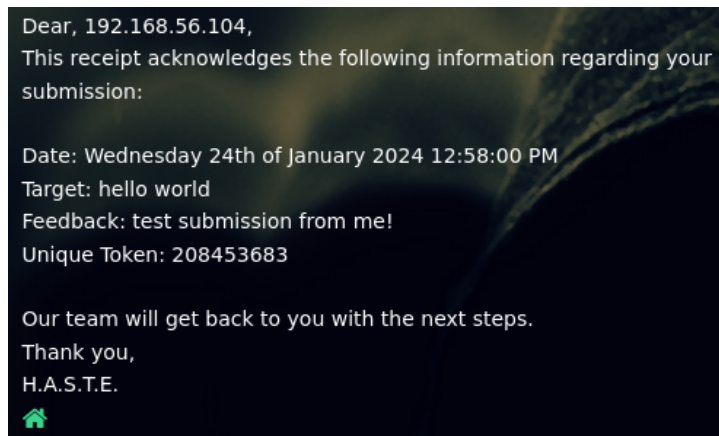 Dear, 192.168.56.104,
This receipt acknowledges the following information regarding your
submission:
Date: Wednesday 24th of January 2024 12:58:00 PM
Target: hello world
Feedback: test submission from me!
Unique Token: 208453683
Our team will get back to you with the next steps.
Thank you,
H.A.S.T.E.